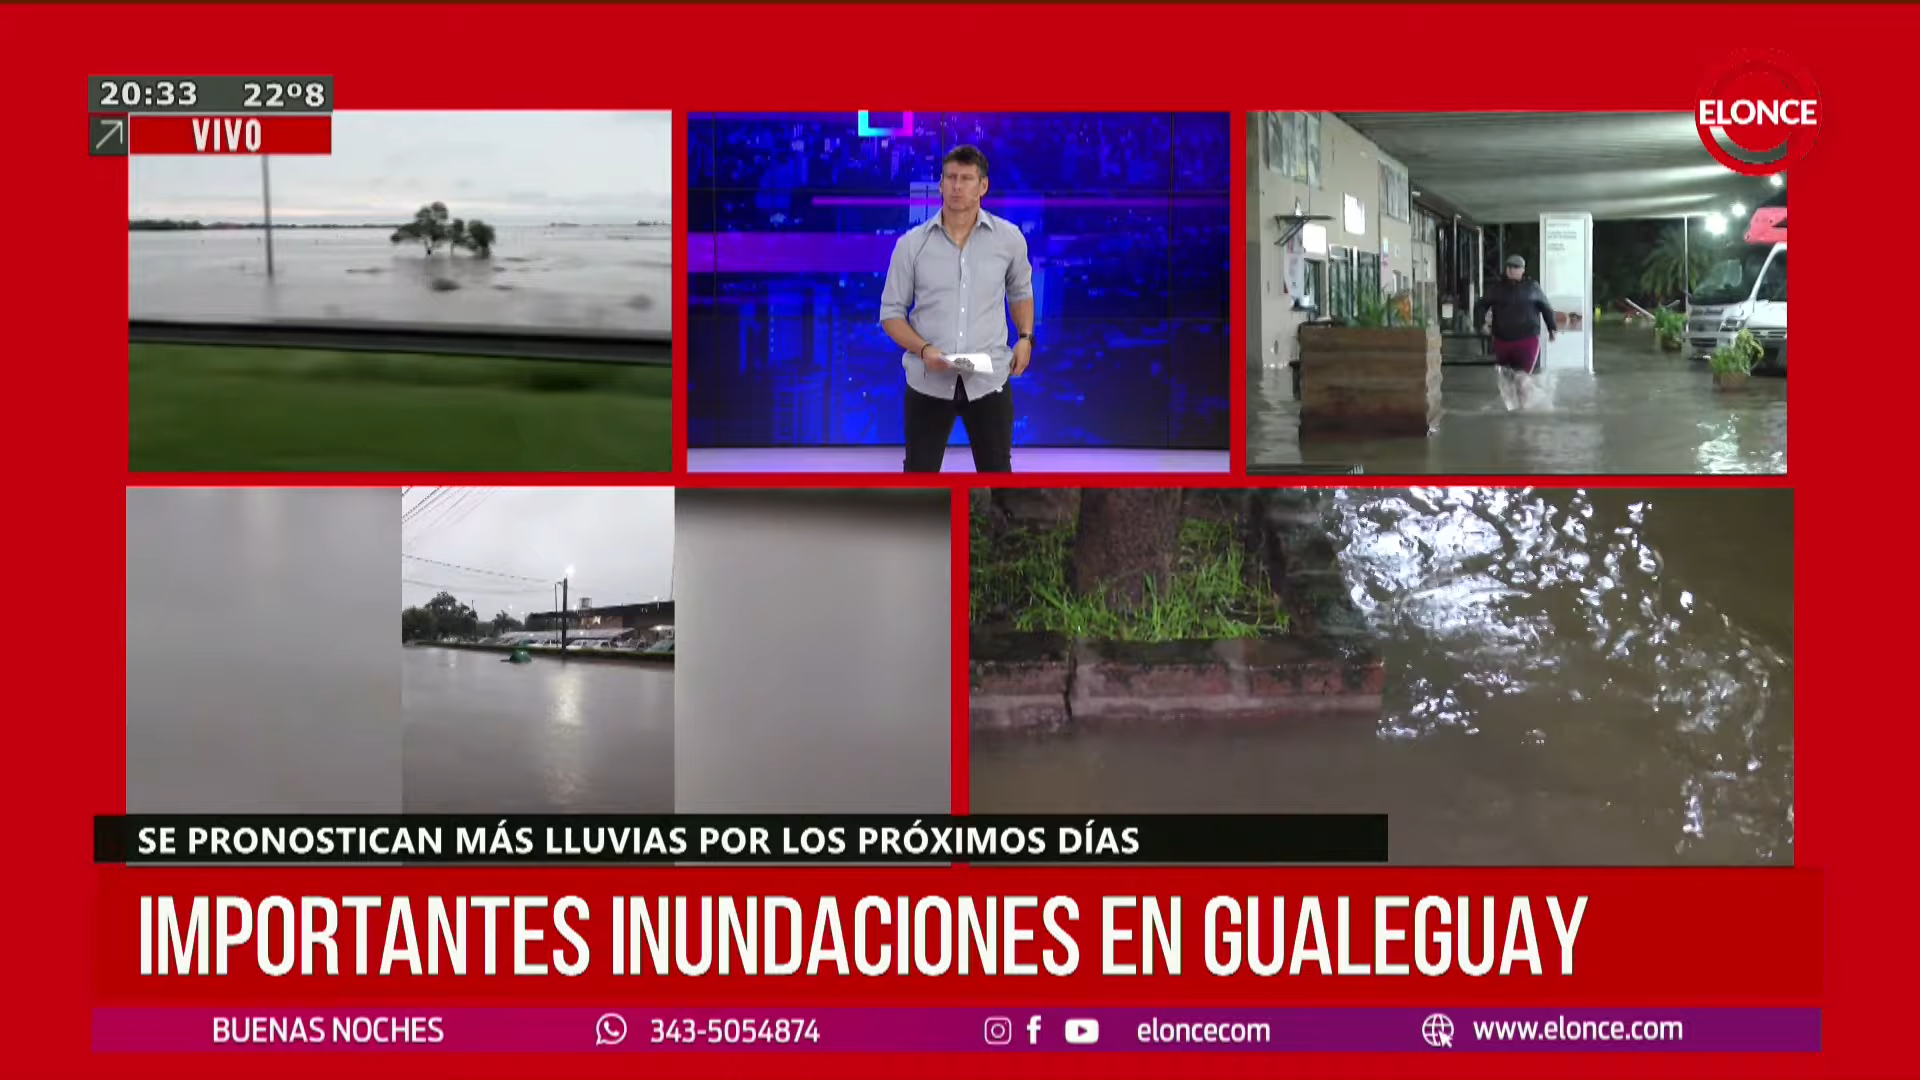 20:33 22º8
VIVO
ELONCE
SE PRONOSTICAN MÁS LLUVIAS POR LOS PRÓXIMOS DÍAS
IMPORTANTES INUNDACIONES EN GUALEGUAY
BUENAS NOCHES 343-5054874 eloncecom www.elonce.com